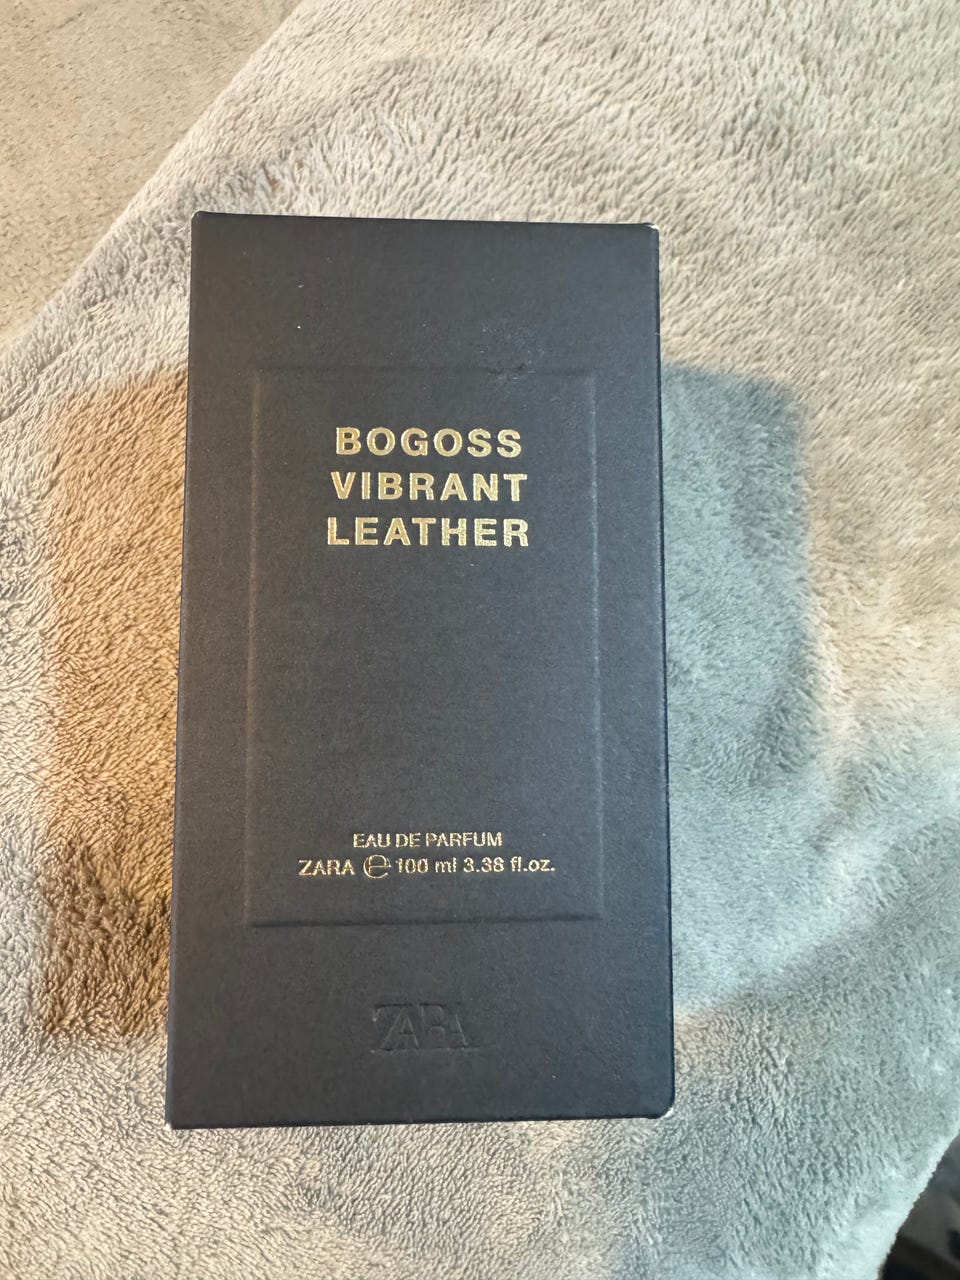 BOGOSS
VIBRANT
LEATHER
EAU DE PARFUM
ZARA ℮ 100 ml 3.38 fl.oz.
ZARA